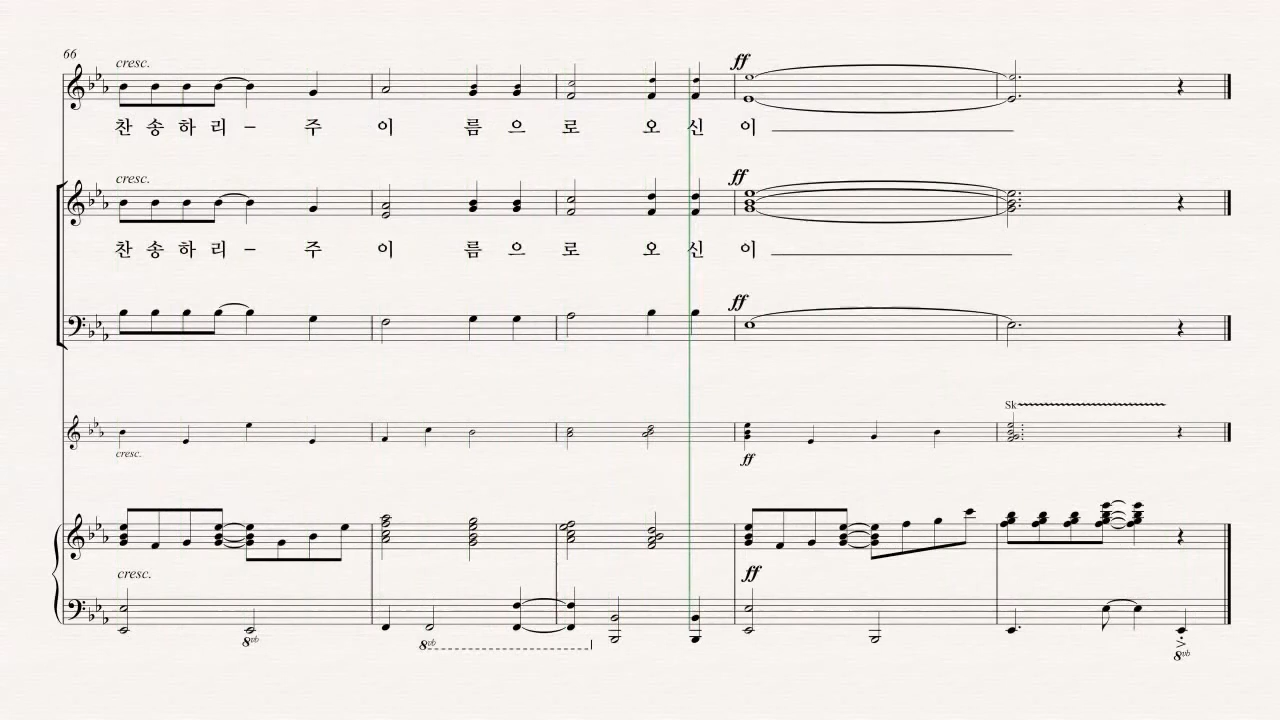 66
cresc.
찬 송 하 리 – 주 이 름 으 로 오 신 이
ff
cresc.
찬 송 하 리 – 주 이 름 으 로 오 신 이
ff
ff
Sk
cresc.
ff
cresc.
ff
8vb
8vb
8vb